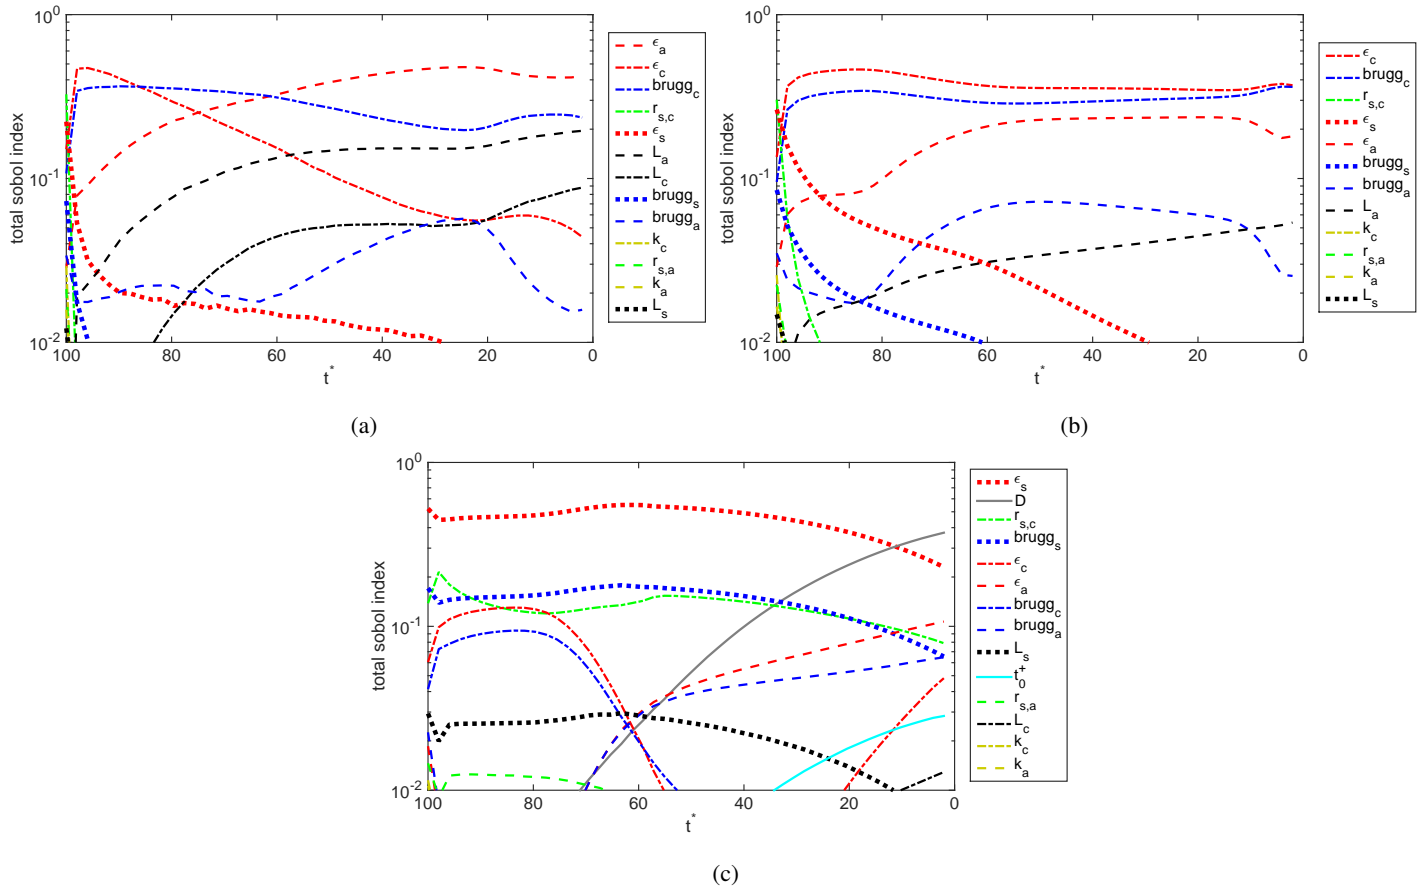 total sobol index
10^0
10^-1
10^-2
100
80
60
40
20
0
t*
ϵ_a
ϵ_c
brugg_c
r_s,c
ϵ_s
L_a
L_c
brugg_s
brugg_a
k_c
r_s,a
k_a
L_s
(a)
total sobol index
10^0
10^-1
10^-2
100
80
60
40
20
0
t*
ϵ_c
brugg_c
r_s,c
ϵ_s
ϵ_a
brugg_s
brugg_a
L_a
k_c
r_s,a
k_a
L_s
(b)
total sobol index
10^0
10^-1
10^-2
100
80
60
40
20
0
t*
ϵ_s
D
r_s,c
brugg_s
ϵ_c
ϵ_a
brugg_c
brugg_a
L_s
t_0^+
r_s,a
L_c
k_c
k_a
(c)